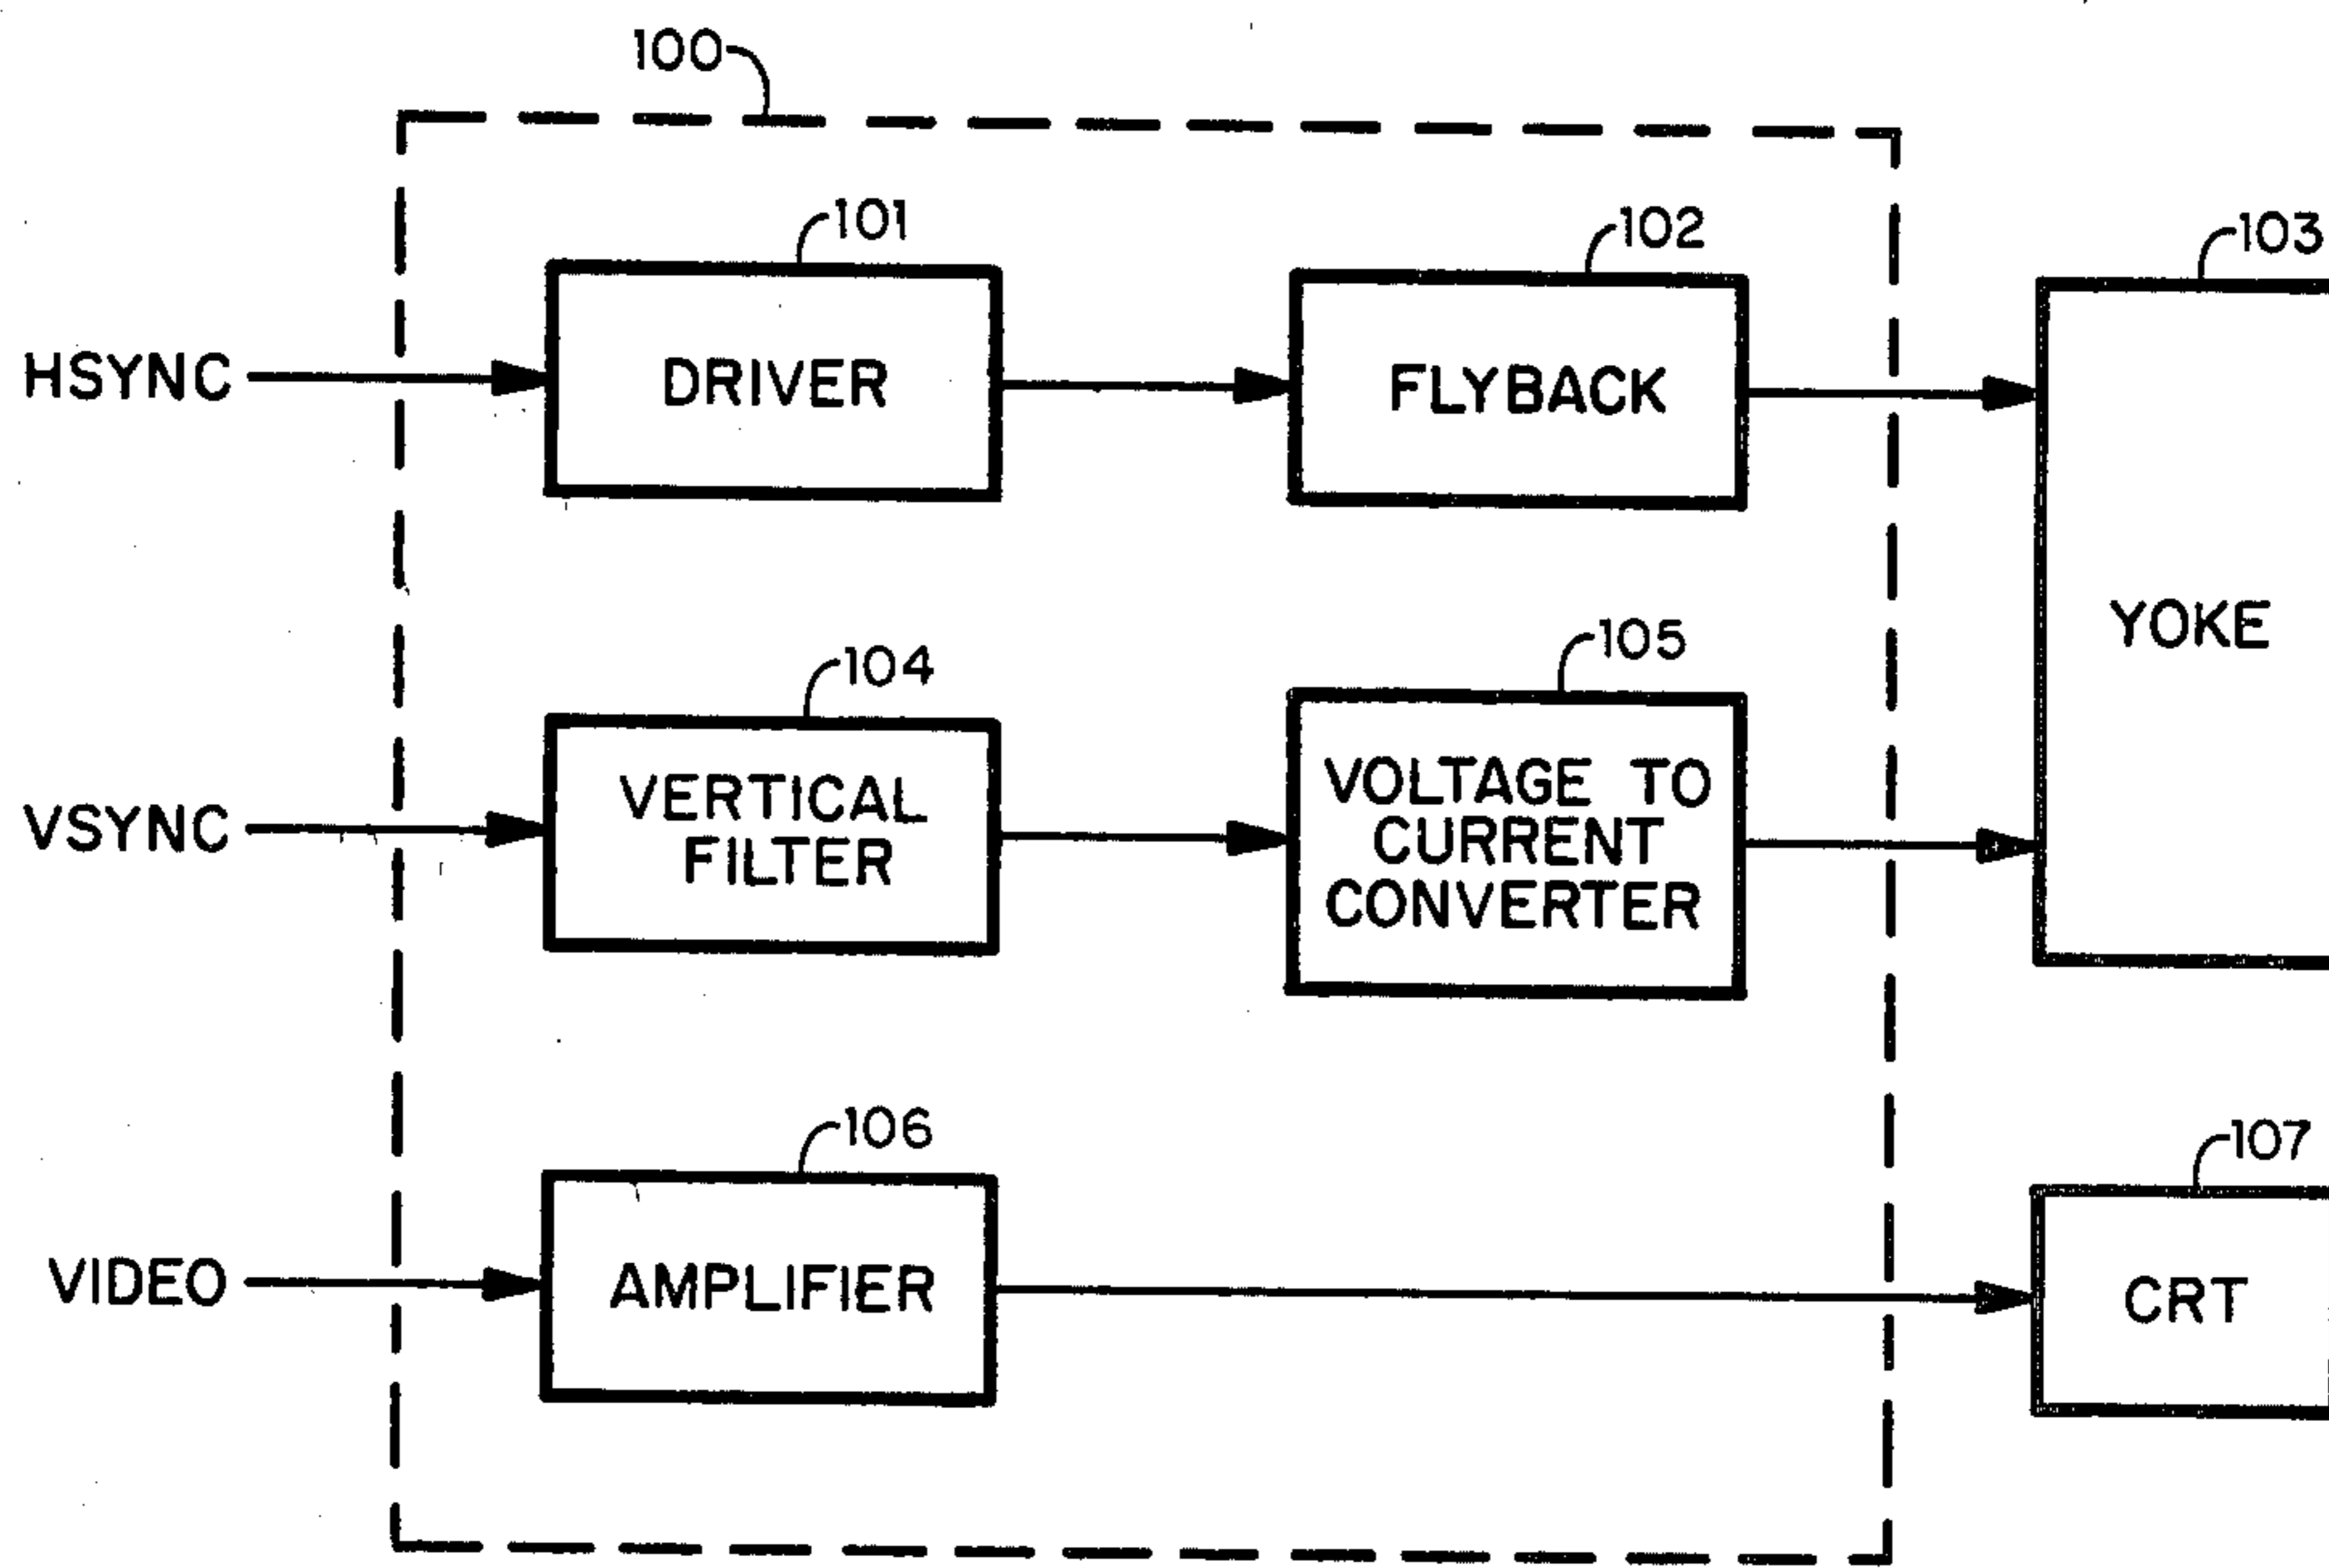 100
101
102
103
HSYNC
DRIVER
FLYBACK
YOKE
104
105
VSYNC
VERTICAL
FILTER
VOLTAGE TO
CURRENT
CONVERTER
106
107
VIDEO
AMPLIFIER
CRT